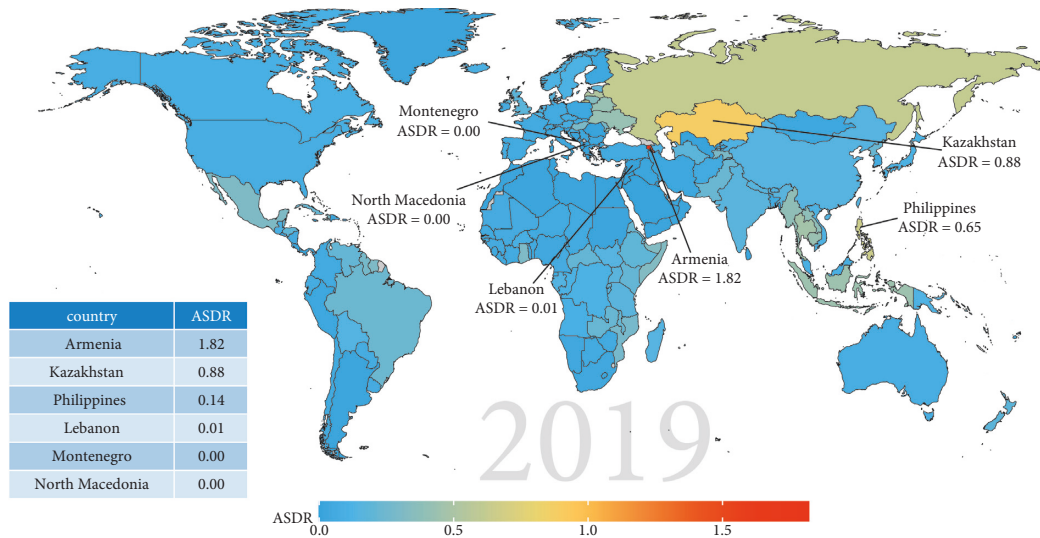 Montenegro
ASDR = 0.00
Kazakhstan
ASDR = 0.88
North Macedonia
ASDR = 0.00
Philippines
ASDR = 0.65
Armenia
ASDR = 1.82
Lebanon
ASDR = 0.01
country ASDR
Armenia 1.82
Kazakhstan 0.88
Philippines 0.14
Lebanon 0.01
Montenegro 0.00
North Macedonia 0.00
2019
ASDR
0.0 0.5 1.0 1.5